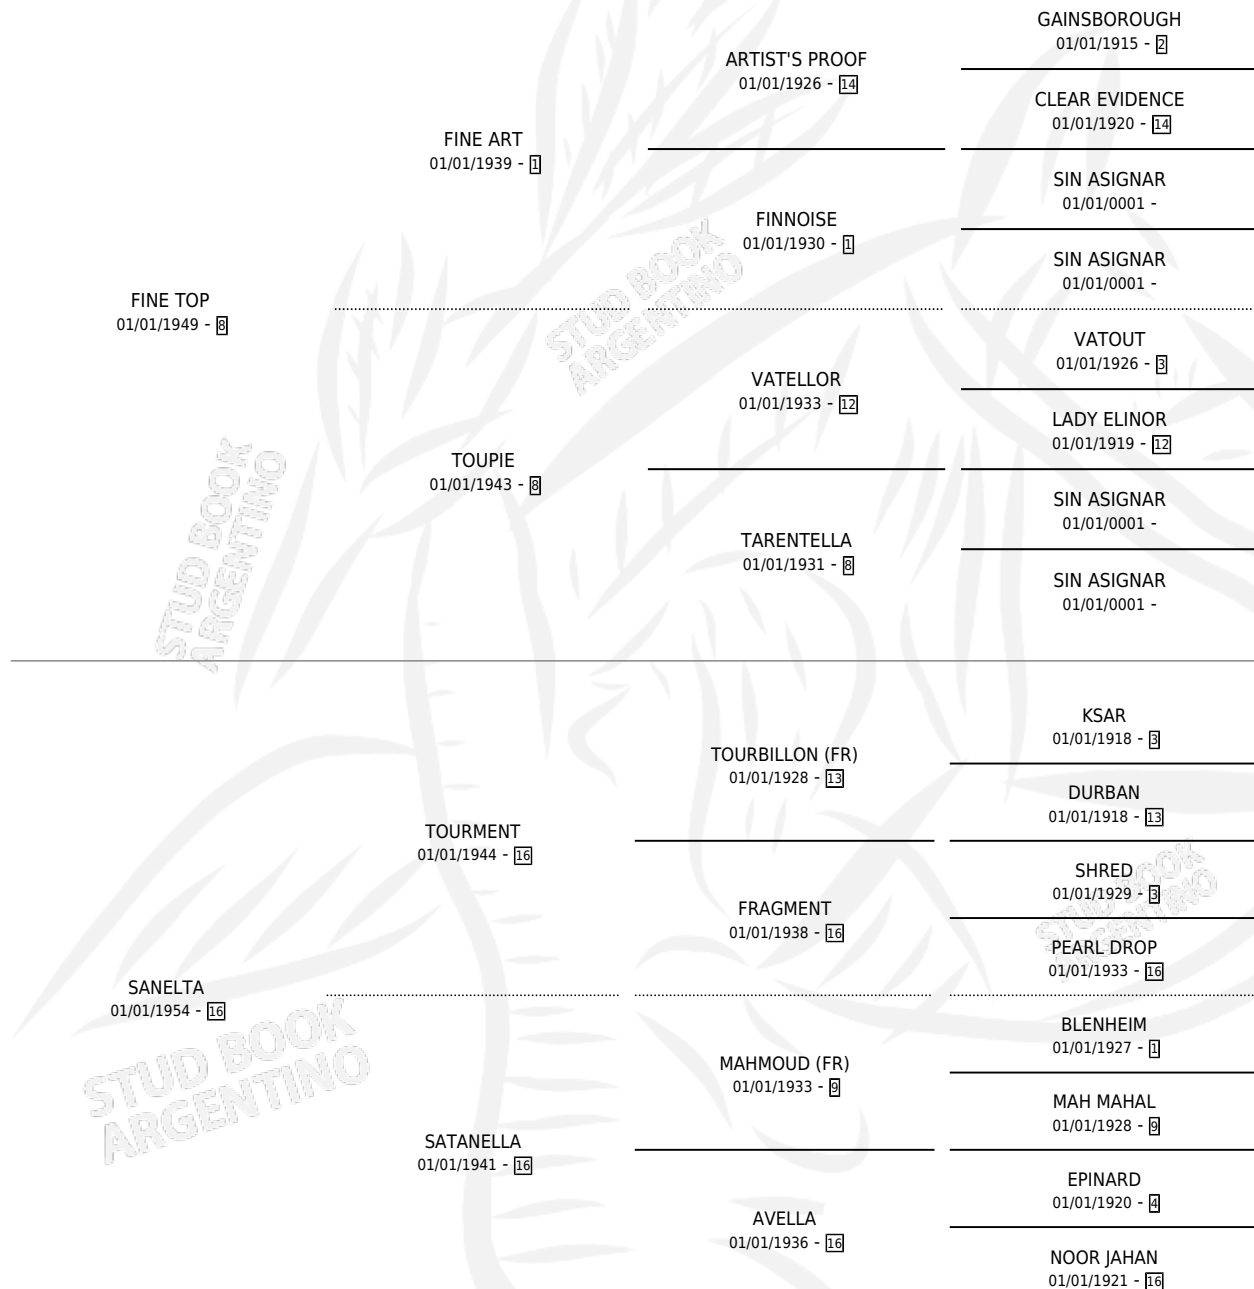 GAINSBOROUGH
01/01/1915 - 2
ARTIST'S PROOF
01/01/1926 - 14
CLEAR EVIDENCE
01/01/1920 - 14
FINE ART
01/01/1939 - 1
SIN ASIGNAR
01/01/0001 -
FINNOISE
01/01/1930 - 1
SIN ASIGNAR
01/01/0001 -
FINE TOP
01/01/1949 - 8
VATOUT
01/01/1926 - 3
VATELLOR
01/01/1933 - 12
LADY ELINOR
01/01/1919 - 12
TOUPIE
01/01/1943 - 8
SIN ASIGNAR
01/01/0001 -
TARENTELLA
01/01/1931 - 8
SIN ASIGNAR
01/01/0001 -
KSAR
01/01/1918 - 3
TOURBILLON (FR)
01/01/1928 - 13
DURBAN
01/01/1918 - 13
TOURMENT
01/01/1944 - 16
SHRED
01/01/1929 - 3
FRAGMENT
01/01/1938 - 16
PEARL DROP
01/01/1933 - 16
SANELTA
01/01/1954 - 16
BLENHEIM
01/01/1927 - 1
MAHMOUD (FR)
01/01/1933 - 9
MAH MAHAL
01/01/1928 - 9
SATANELLA
01/01/1941 - 16
EPINARD
01/01/1920 - 4
AVELLA
01/01/1936 - 16
NOOR JAHAN
01/01/1921 - 16
STUD BOOK
ARGENTINO
STUD BOOK
ARGENTINO
STUD BOOK
ARGENTINO
STUD BOOK
ARGENTINO